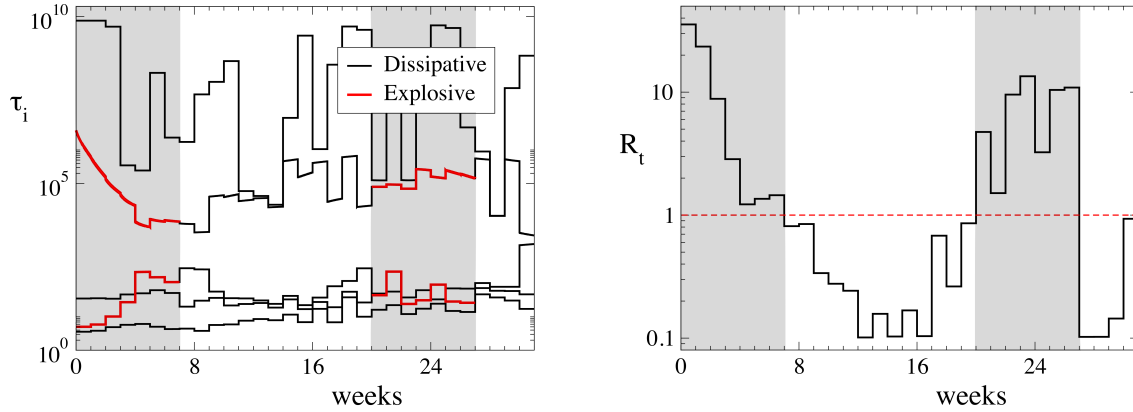 10^10
10^5
10^0
τ_i
Dissipative
Explosive
0 8 16 24
weeks
10
1
0.1
R_t
0 8 16 24
weeks